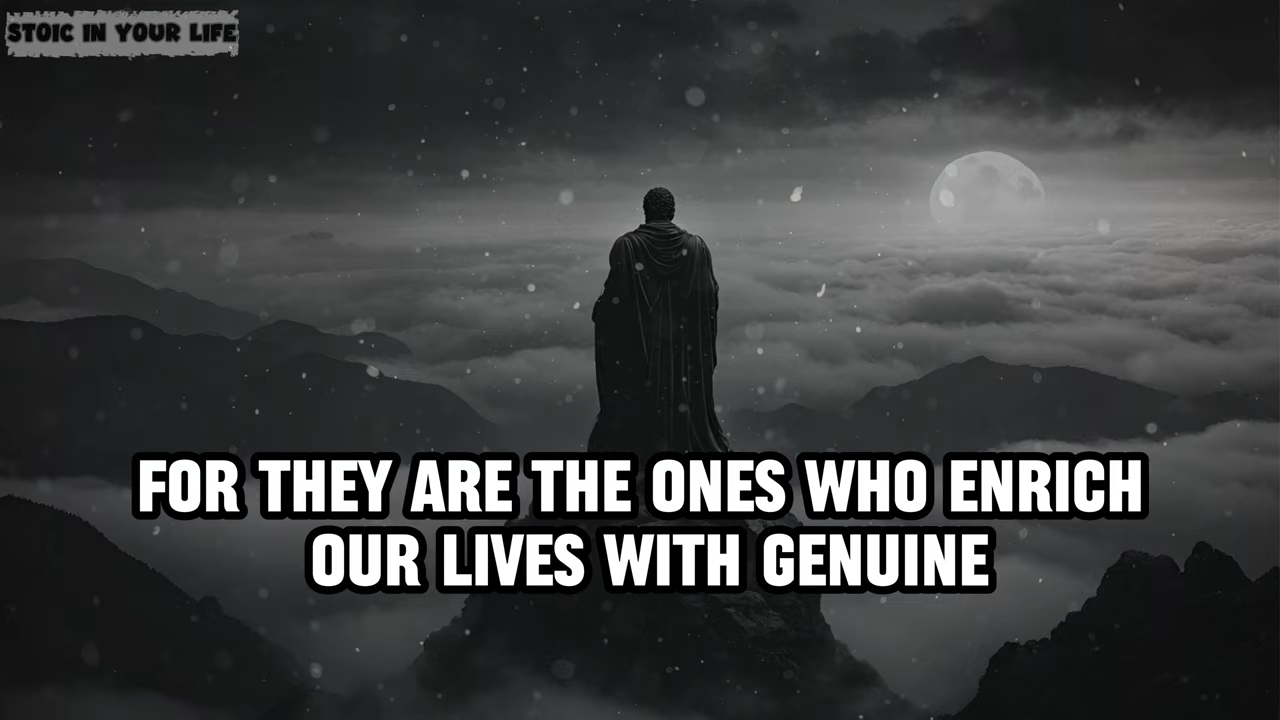 STOIC IN YOUR LIFE
FOR THEY ARE THE ONES WHO ENRICH
OUR LIVES WITH GENUINE